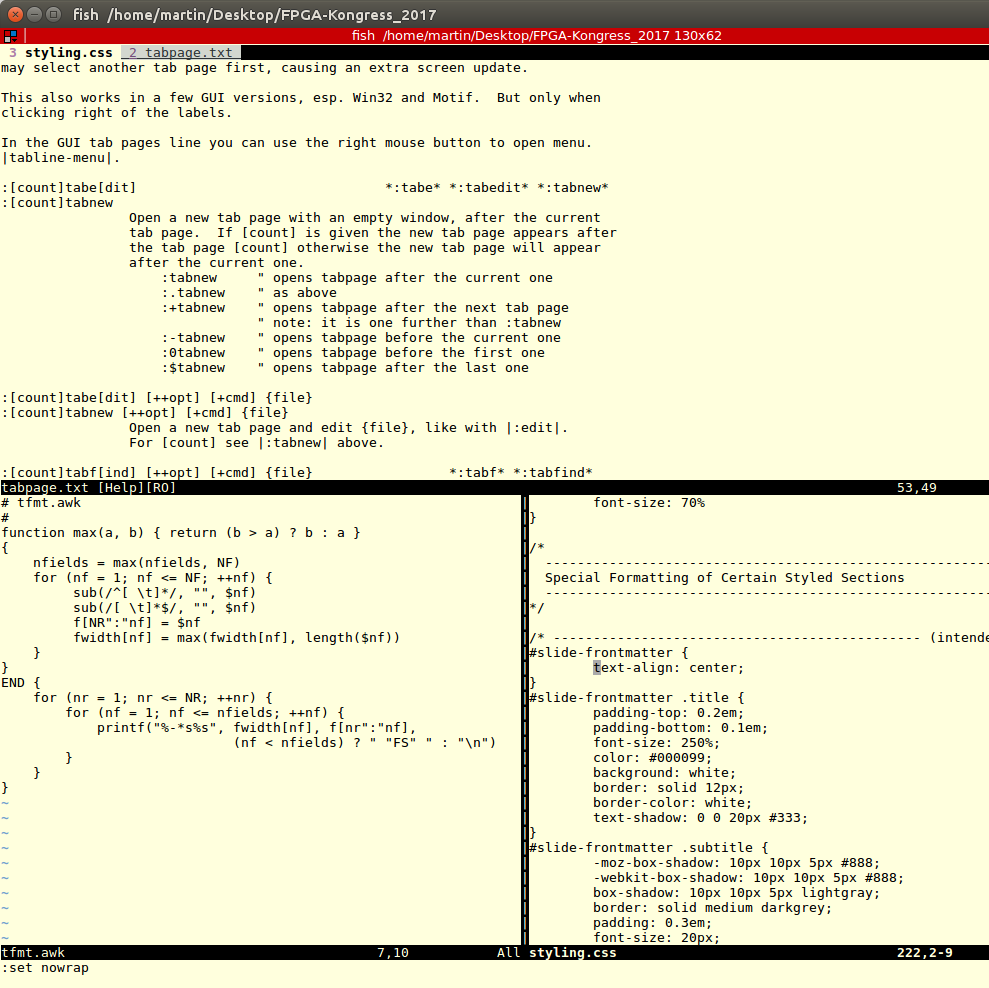 fish  /home/martin/Desktop/FPGA-Kongress_2017
fish  /home/martin/Desktop/FPGA-Kongress_2017 130x62
 3 styling.css  2 tabpage.txt
may select another tab page first, causing an extra screen update.

This also works in a few GUI versions, esp. Win32 and Motif.  But only when
clicking right of the labels.

In the GUI tab pages line you can use the right mouse button to open menu.
|tabline-menu|.

:[count]tabe[dit]                               *:tabe* *:tabedit* *:tabnew*
:[count]tabnew
                Open a new tab page with an empty window, after the current
                tab page.  If [count] is given the new tab page appears after
                the tab page [count] otherwise the new tab page will appear
                after the current one.
                    :tabnew     " opens tabpage after the current one
                    :.tabnew    " as above
                    :+tabnew    " opens tabpage after the next tab page
                                " note: it is one further than :tabnew
                    :-tabnew    " opens tabpage before the current one
                    :0tabnew    " opens tabpage before the first one
                    :$tabnew    " opens tabpage after the last one

:[count]tabe[dit] [++opt] [+cmd] {file}
:[count]tabnew [++opt] [+cmd] {file}
                Open a new tab page and edit {file}, like with |:edit|.
                For [count] see |:tabnew| above.

:[count]tabf[ind] [++opt] [+cmd] {file}                 *:tabf* *:tabfind*
tabpage.txt [Help][RO]                                                                                          53,49
# tfmt.awk
#
function max(a, b) { return (b > a) ? b : a }
{
    nfields = max(nfields, NF)
    for (nf = 1; nf <= NF; ++nf) {
         sub(/^[ \t]*/, "", $nf)
         sub(/[ \t]*$/, "", $nf)
         f[NR":"nf] = $nf
         fwidth[nf] = max(fwidth[nf], length($nf))
    }
}
END {
    for (nr = 1; nr <= NR; ++nr) {
        for (nf = 1; nf <= nfields; ++nf) {
            printf("%-*s%s", fwidth[nf], f[nr":"nf],
                             (nf < nfields) ? " "FS" " : "\n")
        }
    }
}
~
~
~
~
~
~
~
~
~
~
tfmt.awk                                       7,10           All
        font-size: 70%
}

/*
  --------------------------------------------------------
  Special Formatting of Certain Styled Sections
  --------------------------------------------------------
*/

/* ---------------------------------------------- (intende
#slide-frontmatter {
        text-align: center;
}
#slide-frontmatter .title {
        padding-top: 0.2em;
        padding-bottom: 0.1em;
        font-size: 250%;
        color: #000099;
        background: white;
        border: solid 12px;
        border-color: white;
        text-shadow: 0 0 20px #333;
}
#slide-frontmatter .subtitle {
        -moz-box-shadow: 10px 10px 5px #888;
        -webkit-box-shadow: 10px 10px 5px #888;
        box-shadow: 10px 10px 5px lightgray;
        border: solid medium darkgrey;
        padding: 0.3em;
        font-size: 20px;
styling.css                                   222,2-9
:set nowrap